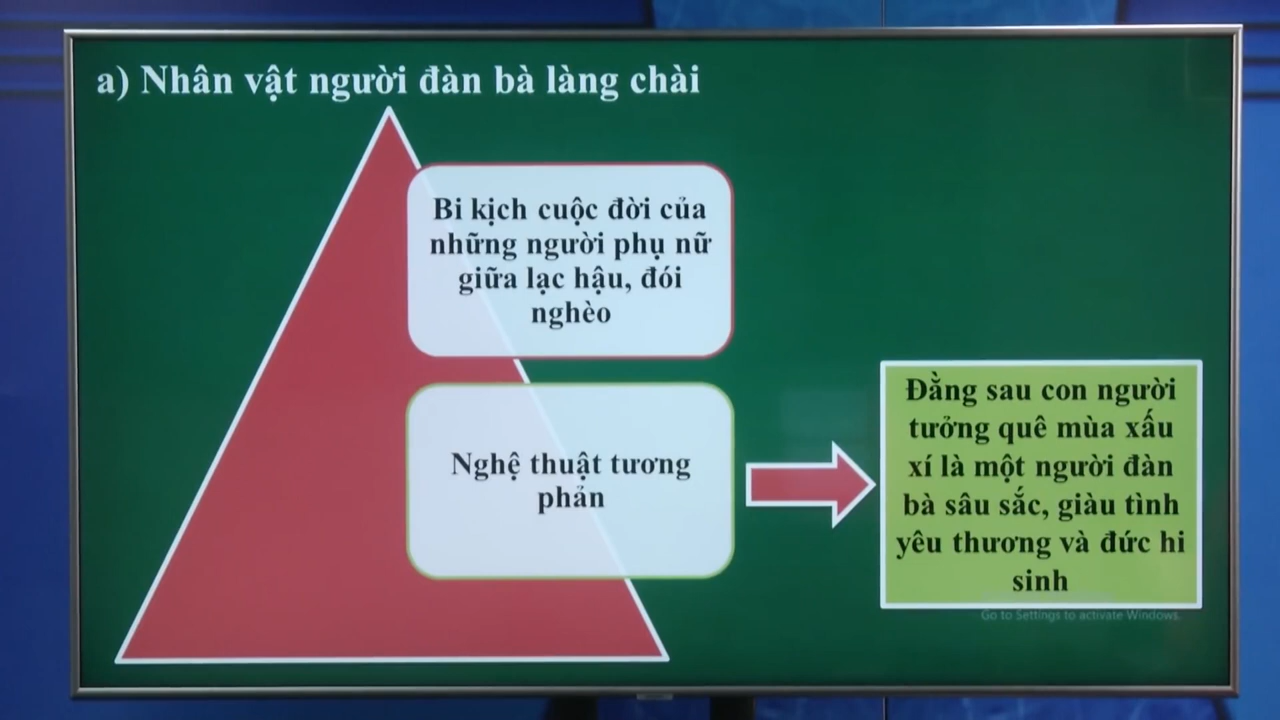 a) Nhân vật người đàn bà làng chài
Bi kịch cuộc đời của
những người phụ nữ
giữa lạc hậu, đói
nghèo
Nghệ thuật tương
phản
Đằng sau con người
tưởng quê mùa xấu
xí là một người đàn
bà sâu sắc, giàu tình
yêu thương và đức hi
sinh
Go to Settings to activate Windows.